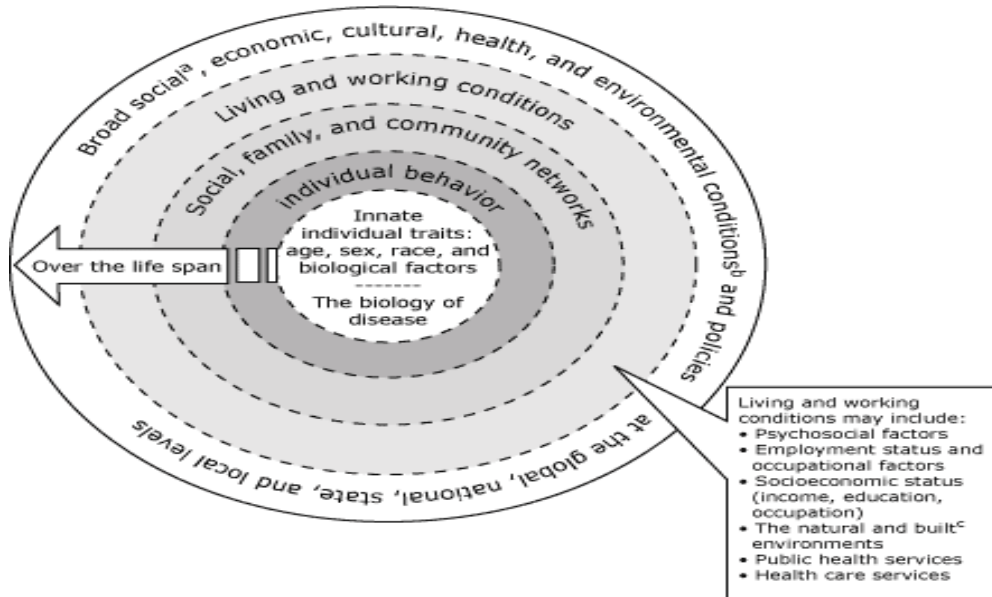 Broad socialᵃ, economic, cultural, health, and environmental conditionsᵇ and policies
at the global, national, state, and local levels
Living and working conditions
Social, family, and community networks
individual behavior
Innate
individual traits:
age, sex, race, and
biological factors
-------
The biology of
disease
Over the life span
Living and working
conditions may include:
• Psychosocial factors
• Employment status and
occupational factors
• Socioeconomic status
(income, education,
occupation)
• The natural and builtᶜ
environments
• Public health services
• Health care services